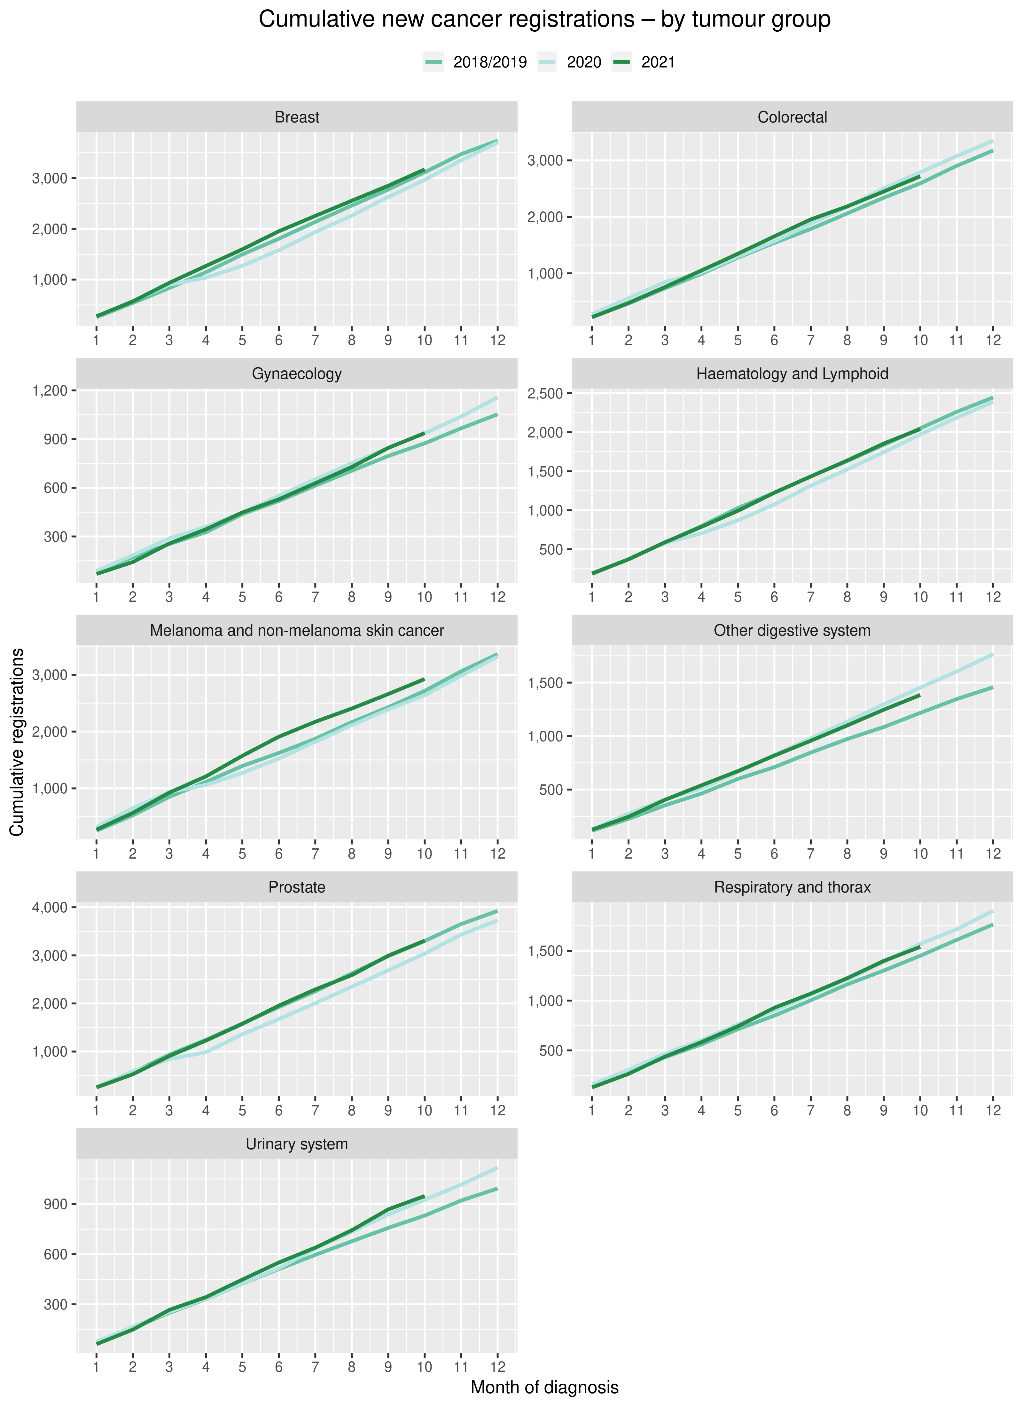 Cumulative new cancer registrations – by tumour group
2018/2019 2020 2021
Breast
3,000
2,000
1,000
1 2 3 4 5 6 7 8 9 10 11 12
Colorectal
3,000
2,000
1,000
1 2 3 4 5 6 7 8 9 10 11 12
Gynaecology
1,200
900
600
300
1 2 3 4 5 6 7 8 9 10 11 12
Haematology and Lymphoid
2,500
2,000
1,500
1,000
500
1 2 3 4 5 6 7 8 9 10 11 12
Cumulative registrations
Melanoma and non-melanoma skin cancer
3,000
2,000
1,000
1 2 3 4 5 6 7 8 9 10 11 12
Other digestive system
1,500
1,000
500
1 2 3 4 5 6 7 8 9 10 11 12
Prostate
4,000
3,000
2,000
1,000
1 2 3 4 5 6 7 8 9 10 11 12
Respiratory and thorax
1,500
1,000
500
1 2 3 4 5 6 7 8 9 10 11 12
Urinary system
900
600
300
1 2 3 4 5 6 7 8 9 10 11 12
Month of diagnosis